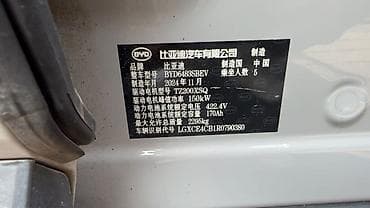 BYD 比亚迪汽车有限公司 制造
品牌 比亚迪 制造国 中国
整车型号 BYD6483SBEV 乘坐人数 5
制造年月 2024年11月
驱动电机型号 TZ200XSQ
驱动电机峰值功率 150kW
动力电池系统额定电压 422.4V
动力电池系统额定容量 170Ah
最大允许总质量 2295kg
车辆识别代号 LGXCE4CB1R0790380